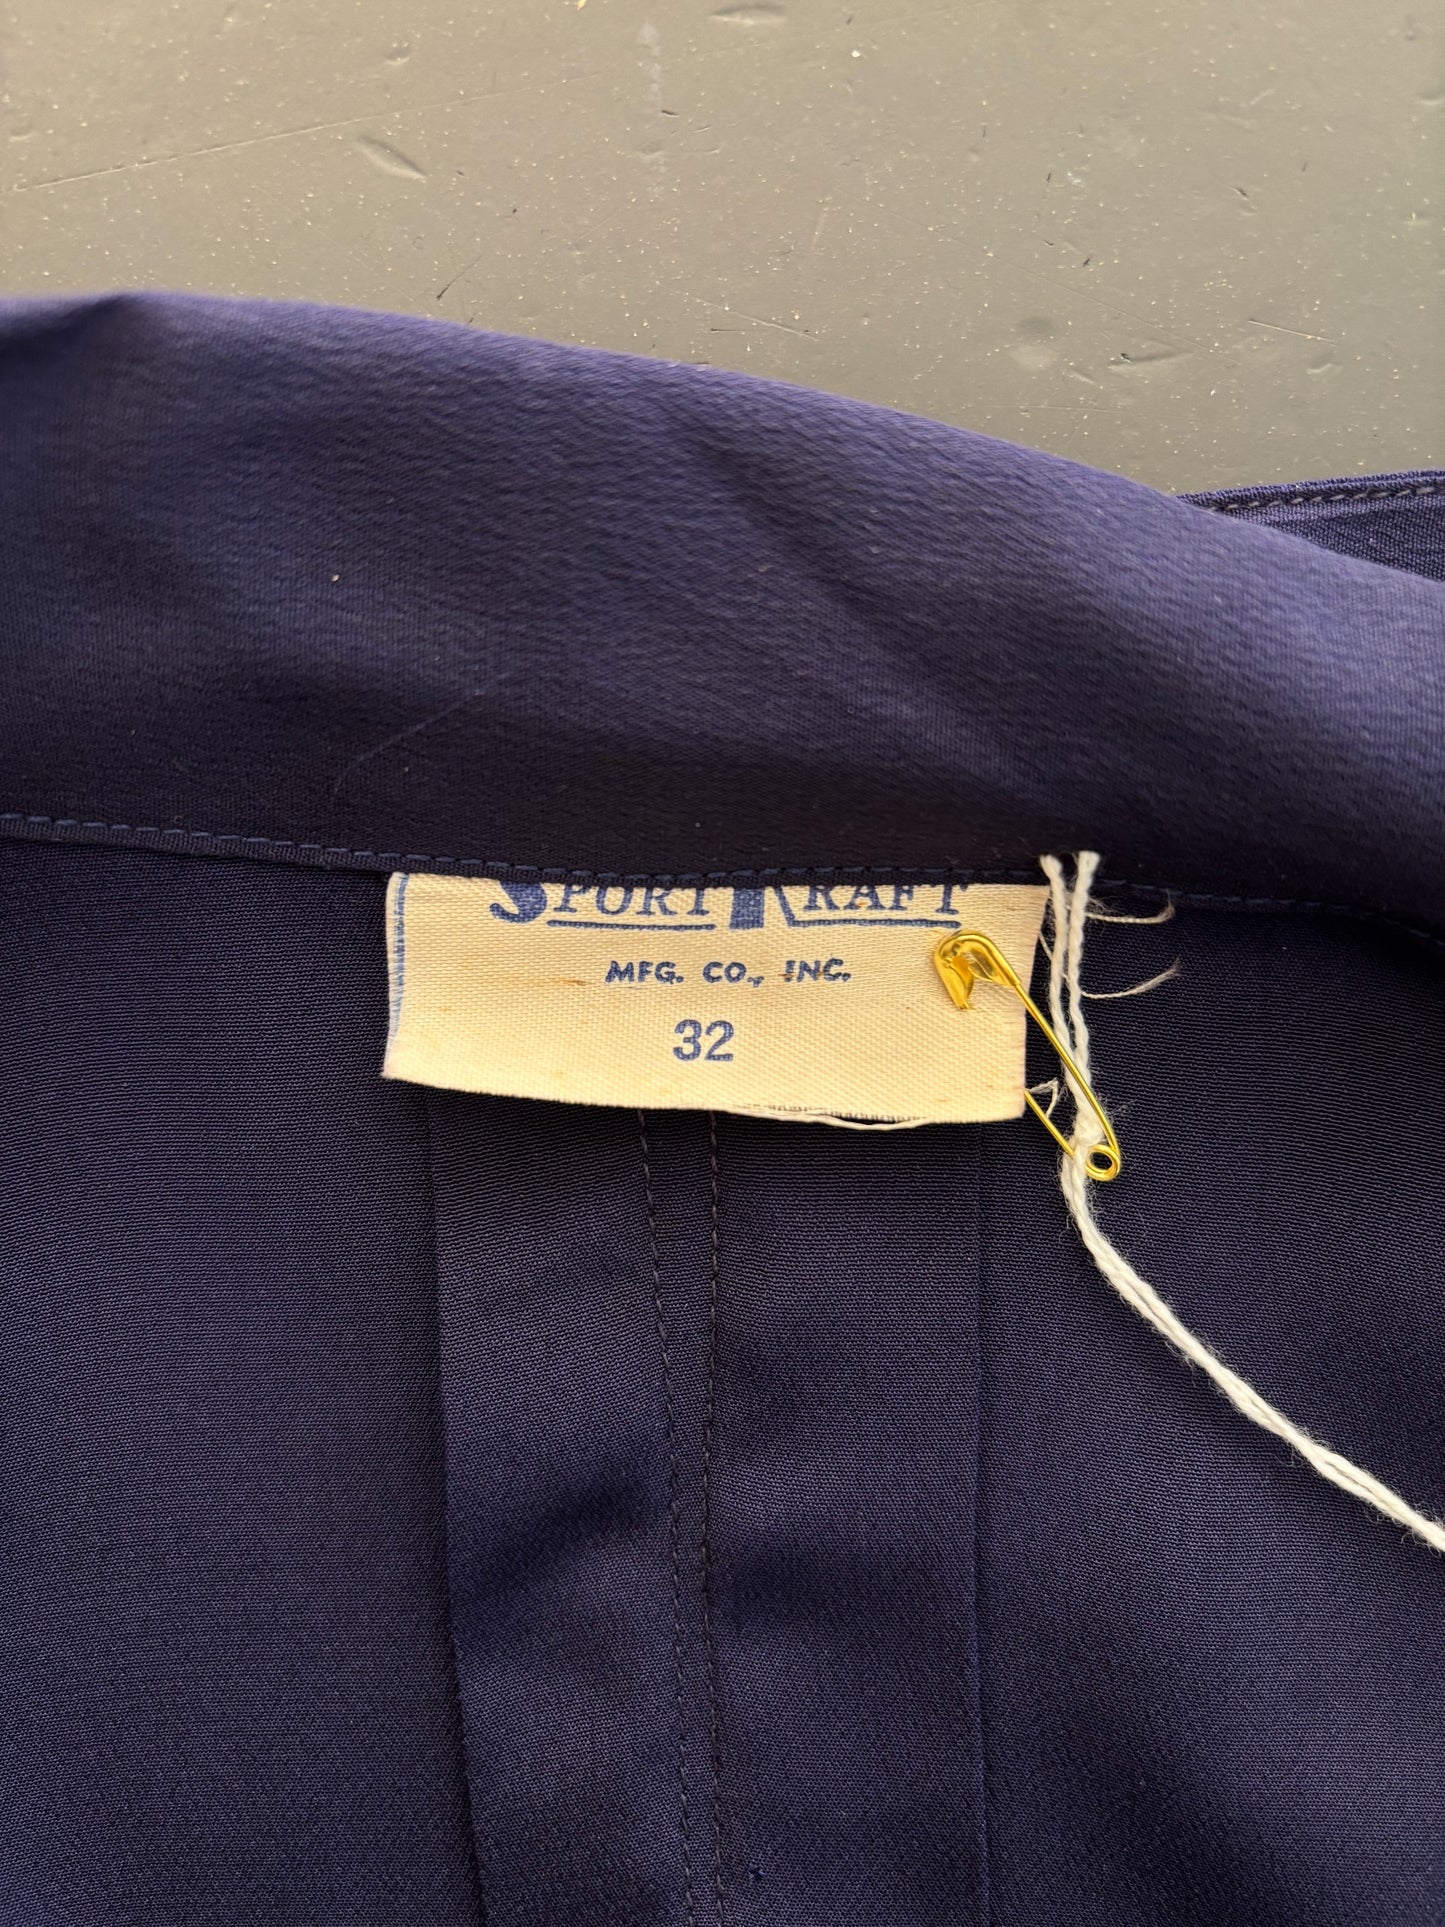 SPORT KRAFT
MFG. CO., INC.
32